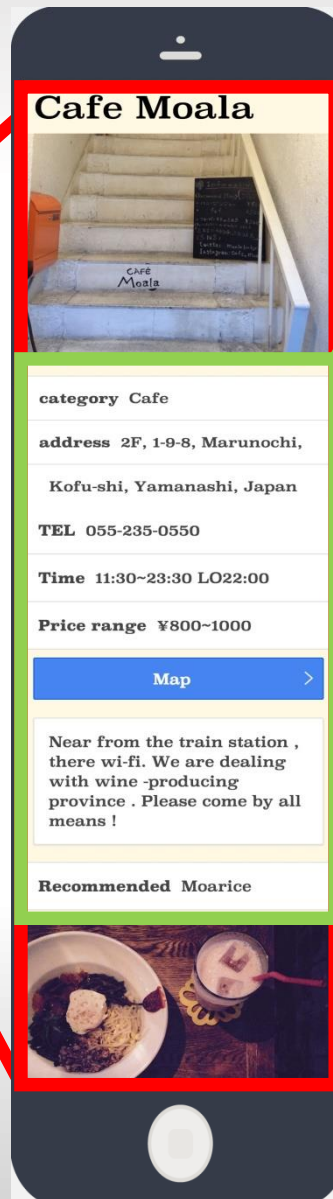 Cafe Moala
CAFE
Moala
category Cafe
address 2F, 1-9-8, Marunochi,
Kofu-shi, Yamanashi, Japan
TEL 055-235-0550
Time 11:30~23:30 LO22:00
Price range ¥800~1000
Map
Near from the train station ,
there wi-fi. We are dealing
with wine -producing
province . Please come by all
means !
Recommended Moarice